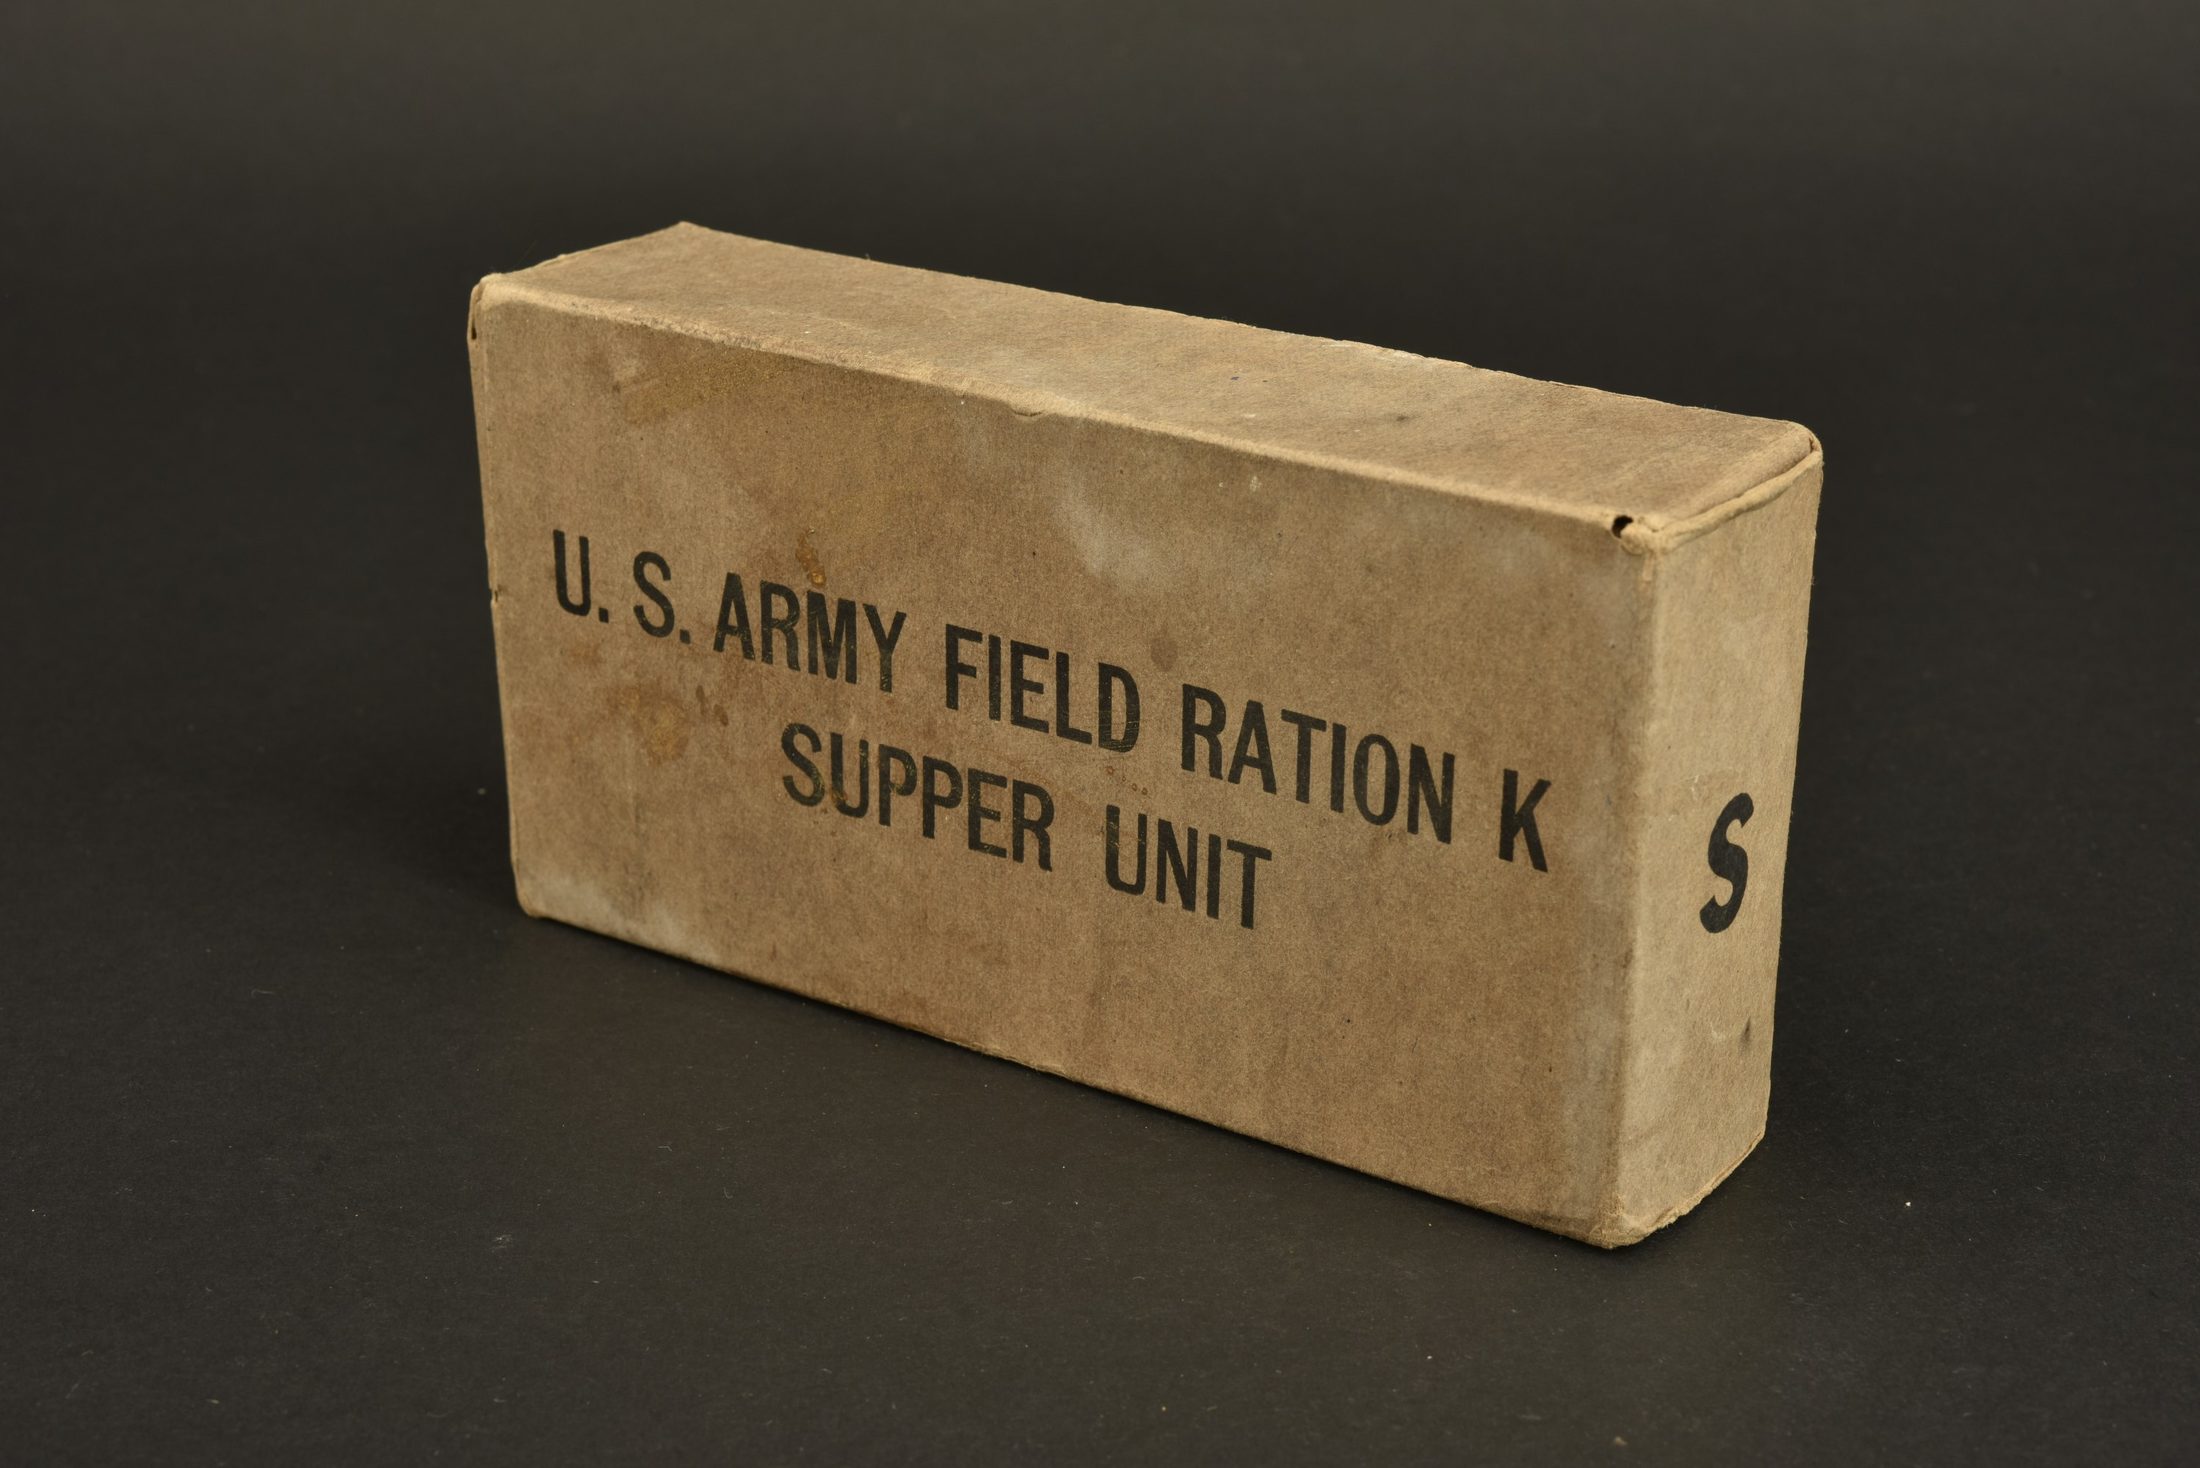 U. S. ARMY FIELD RATION K
SUPPER UNIT
S